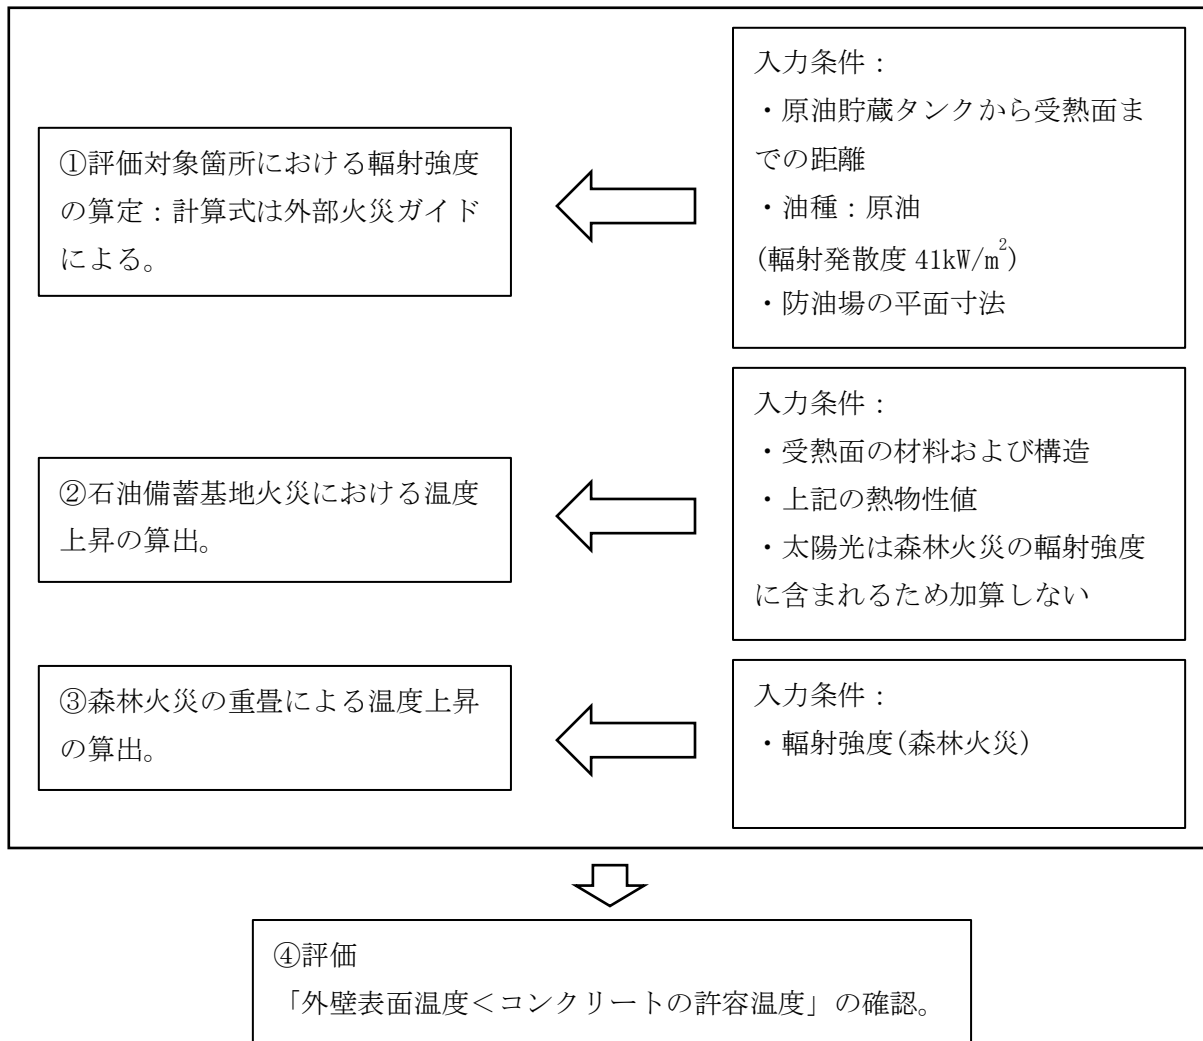 ①評価対象箇所における輻射強度
の算定：計算式は外部火災ガイド
による。
入力条件：
・原油貯蔵タンクから受熱面ま
での距離
・油種：原油
(輻射発散度 41kW/m²)
・防油場の平面寸法
②石油備蓄基地火災における温度
上昇の算出。
入力条件：
・受熱面の材料および構造
・上記の熱物性値
・太陽光は森林火災の輻射強度
に含まれるため加算しない
③森林火災の重畳による温度上昇
の算出。
入力条件：
・輻射強度(森林火災)
④評価
「外壁表面温度＜コンクリートの許容温度」の確認。